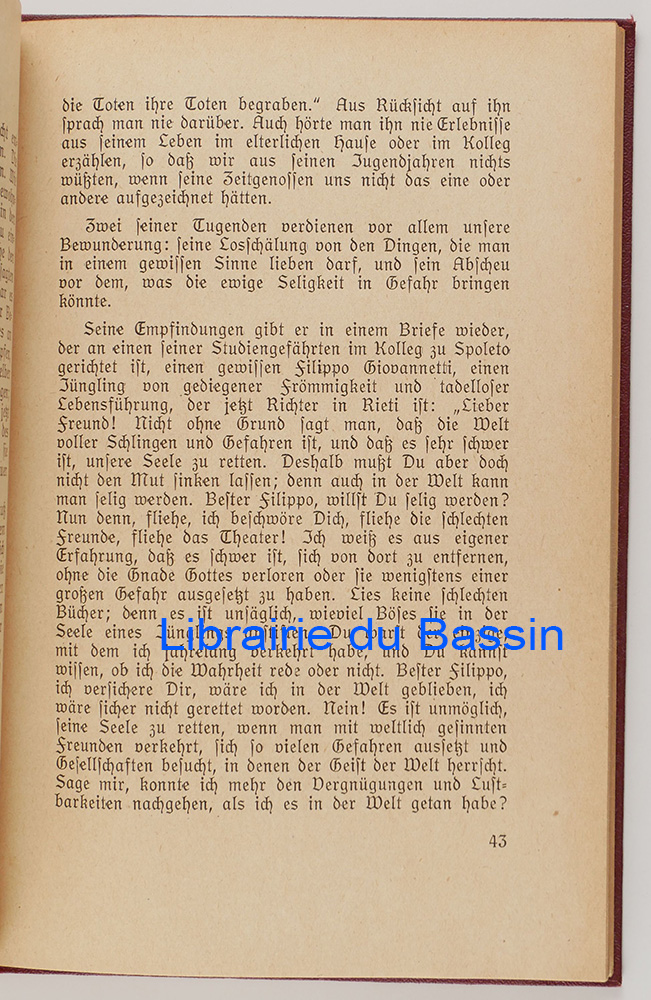 die Toten ihre Toten begraben.“ Aus Rücksicht auf ihn
sprach man nie darüber. Auch hörte man ihn nie Erlebnisse
aus seinem Leben im elterlichen Hause oder im Kolleg
erzählen, so daß wir aus seinen Jugendjahren nichts
wüßten, wenn seine Zeitgenossen uns nicht das eine oder
andere aufgezeichnet hätten.
Zwei seiner Tugenden verdienen vor allem unsere
Bewunderung: seine Losschälung von den Dingen, die man
in einem gewissen Sinne lieben darf, und sein Abscheu
vor dem, was die ewige Seligkeit in Gefahr bringen
könnte.
Seine Empfindungen gibt er in einem Briefe wieder,
der an einen seiner Studiengefährten im Kolleg zu Spoleto
gerichtet ist, einen gewissen Filippo Giovannetti, einen
Jüngling von gediegener Frömmigkeit und tadelloser
Lebensführung, der jetzt Richter in Rieti ist: „Lieber
Freund! Nicht ohne Grund sagt man, daß die Welt
voller Schlingen und Gefahren ist, und daß es sehr schwer
ist, unsere Seele zu retten. Deshalb mußt Du aber doch
nicht den Mut sinken lassen; denn auch in der Welt kann
man selig werden. Bester Filippo, willst Du selig werden?
Nun denn, fliehe, ich beschwöre Dich, fliehe die schlechten
Freunde, fliehe das Theater! Ich weiß es aus eigener
Erfahrung, daß es schwer ist, sich von dort zu entfernen,
ohne die Gnade Gottes verloren oder sie wenigstens einer
großen Gefahr ausgesetzt zu haben. Lies keine schlechten
Bücher; denn es ist unsäglich, wieviel Böses sie in der
Seele eines Jünglings anstiften. Du warst der einzige,
Librairie du Bassin
mit dem ich jahrelang verkehrt habe, und Du kannst
wissen, ob ich die Wahrheit rede oder nicht. Bester Filippo,
ich versichere Dir, wäre ich in der Welt geblieben, ich
wäre sicher nicht gerettet worden. Nein! Es ist unmöglich,
seine Seele zu retten, wenn man mit weltlich gesinnten
Freunden verkehrt, sich so vielen Gefahren aussetzt und
Gesellschaften besucht, in denen der Geist der Welt herrscht.
Sage mir, konnte ich mehr den Vergnügungen und Lust-
barkeiten nachgehen, als ich es in der Welt getan habe?
43